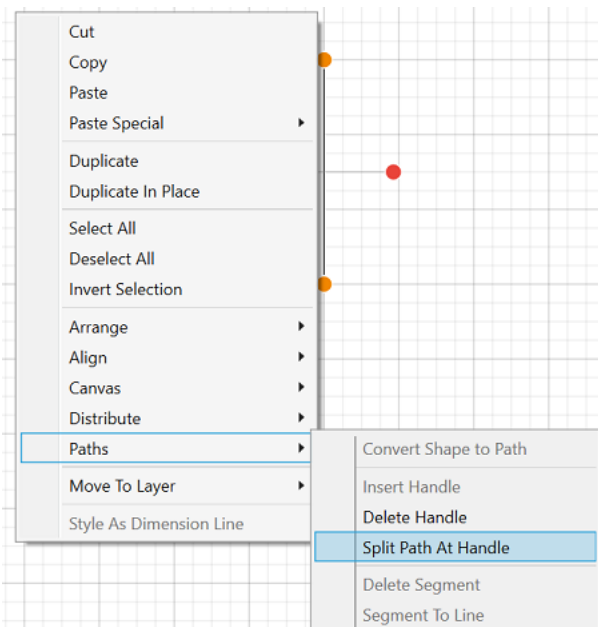 Cut
Copy
Paste
Paste Special
Duplicate
Duplicate In Place
Select All
Deselect All
Invert Selection
Arrange
Align
Canvas
Distribute
Paths
Move To Layer
Style As Dimension Line
Convert Shape to Path
Insert Handle
Delete Handle
Split Path At Handle
Delete Segment
Segment To Line